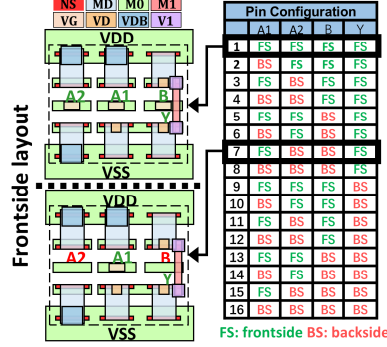 NS MD M0 M1
VG VD VDB V1
VDD
A2 A1 B
Y
VSS
VDD
A2 A1 B
Y
VSS
Frontside layout
Pin Configuration
A1 A2 B Y
1 FS FS FS FS
2 BS FS FS FS
3 FS BS FS FS
4 BS BS FS FS
5 FS FS BS FS
6 BS FS BS FS
7 FS BS BS FS
8 BS BS BS FS
9 FS FS FS BS
10 BS FS FS BS
11 FS BS FS BS
12 BS BS FS BS
13 FS FS BS BS
14 BS FS BS BS
15 FS BS BS BS
16 BS BS BS BS
FS: frontside BS: backside